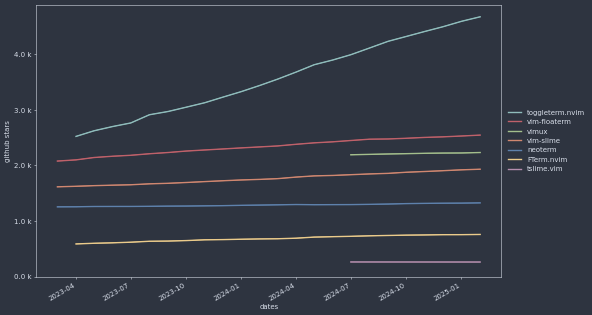 4.0 k
3.0 k
2.0 k
1.0 k
0.0 k
github stars
2023-04
2023-07
2023-10
2024-01
2024-04
2024-07
2024-10
2025-01
dates
toggleterm.nvim
vim-floaterm
vimux
vim-slime
neoterm
FTerm.nvim
tslime.vim